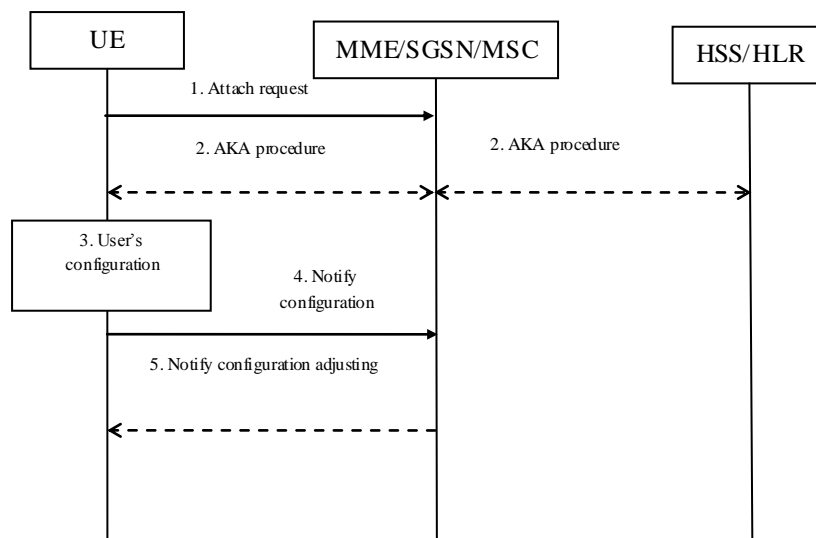 UE
MME/SGSN/MSC
HSS/HLR
1. Attach request
2. AKA procedure
2. AKA procedure
3. User's
configuration
4. Notify
configuration
5. Notify configuration adjusting